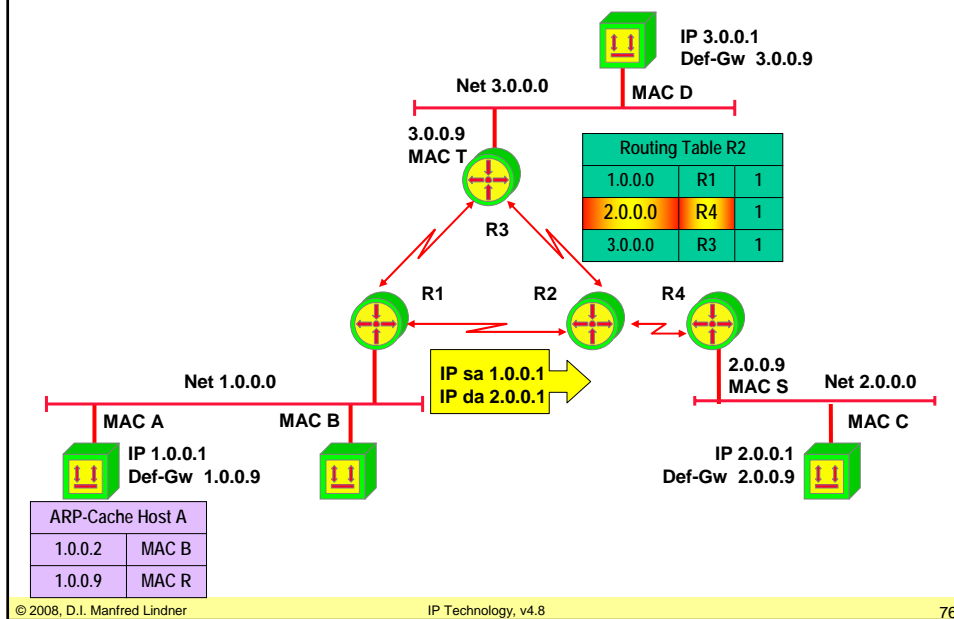 IP 3.0.0.1
Def-Gw 3.0.0.9
Net 3.0.0.0
MAC D
3.0.0.9
MAC T
Routing Table R2
1.0.0.0 R1 1
2.0.0.0 R4 1
3.0.0.0 R3 1
R3
R1
R2
R4
IP sa 1.0.0.1
IP da 2.0.0.1
2.0.0.9
MAC S
Net 1.0.0.0
Net 2.0.0.0
MAC A
MAC B
MAC C
IP 1.0.0.1
Def-Gw 1.0.0.9
IP 2.0.0.1
Def-Gw 2.0.0.9
ARP-Cache Host A
1.0.0.2 MAC B
1.0.0.9 MAC R
© 2008, D.I. Manfred Lindner
IP Technology, v4.8
76